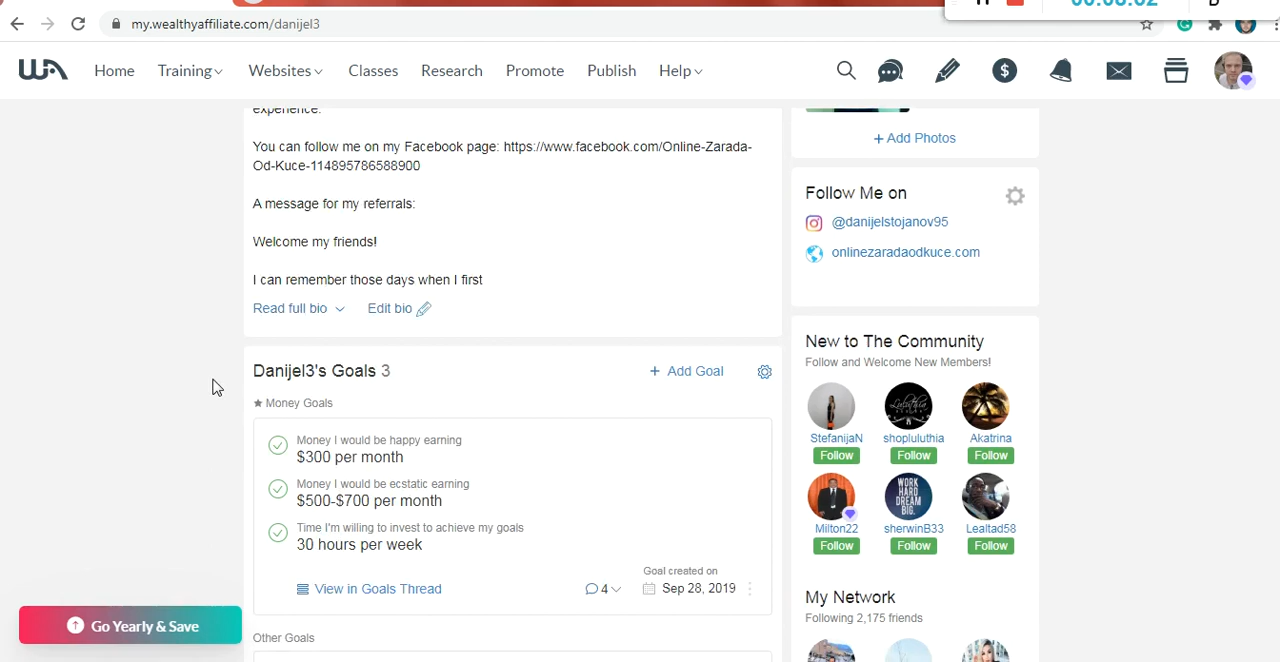 my.wealthyaffiliate.com/danijel3
WA
Home
Training
Websites
Classes
Research
Promote
Publish
Help
experience.
You can follow me on my Facebook page: https://www.facebook.com/Online-Zarada-
Od-Kuce-114895786588900
A message for my referrals:
Welcome my friends!
I can remember those days when I first
Read full bio
Edit bio
Danijel3's Goals 3
+ Add Goal
★ Money Goals
Money I would be happy earning
$300 per month
Money I would be ecstatic earning
$500-$700 per month
Time I'm willing to invest to achieve my goals
30 hours per week
View in Goals Thread
4
Goal created on
Sep 28, 2019
Other Goals
Go Yearly & Save
+ Add Photos
Follow Me on
@danijelstojanov95
onlinezaradaodkuce.com
New to The Community
Follow and Welcome New Members!
StefanijaN
shopluluthia
Akatrina
Follow
Follow
Follow
WORK
HARD
DREAM
BIG.
Milton22
sherwinB33
Lealtad58
Follow
Follow
Follow
My Network
Following 2,175 friends